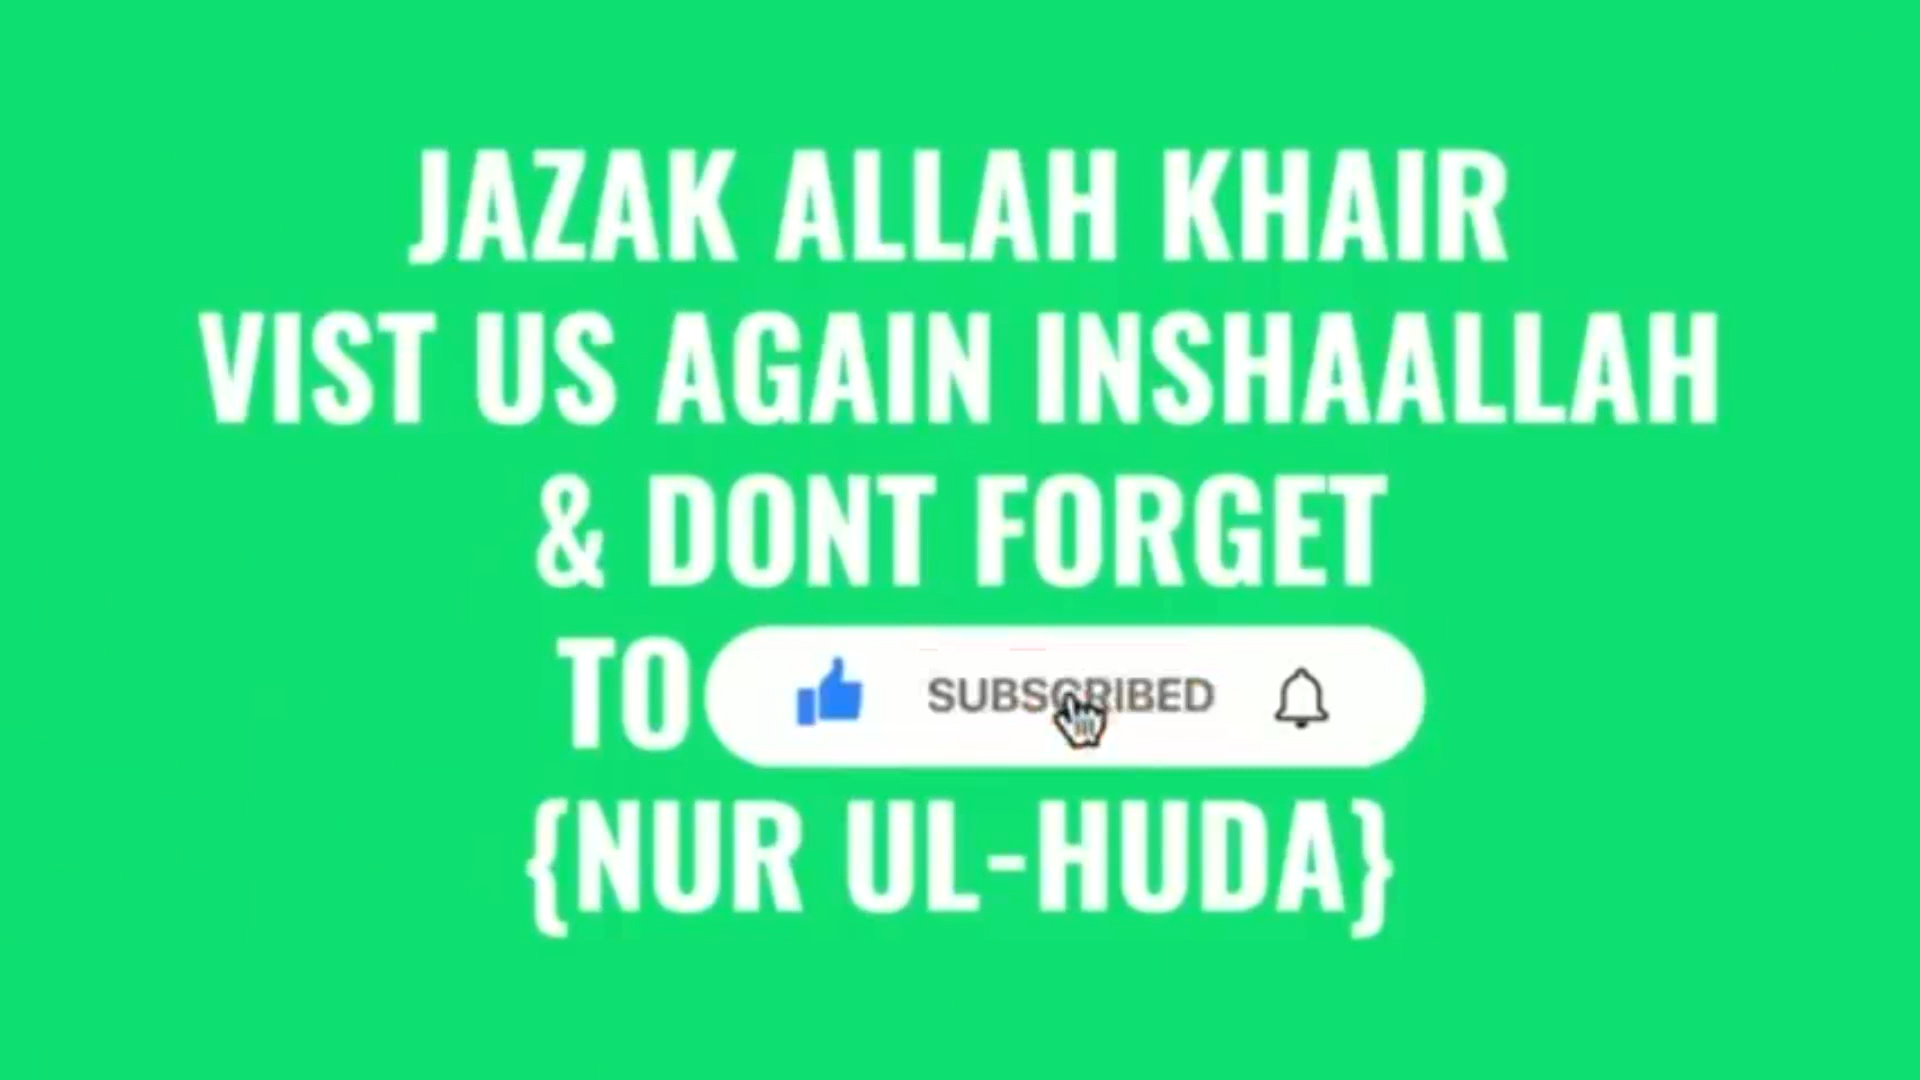 JAZAK ALLAH KHAIR
VIST US AGAIN INSHAALLAH
& DONT FORGET
TO SUBSCRIBED
{NUR UL-HUDA}